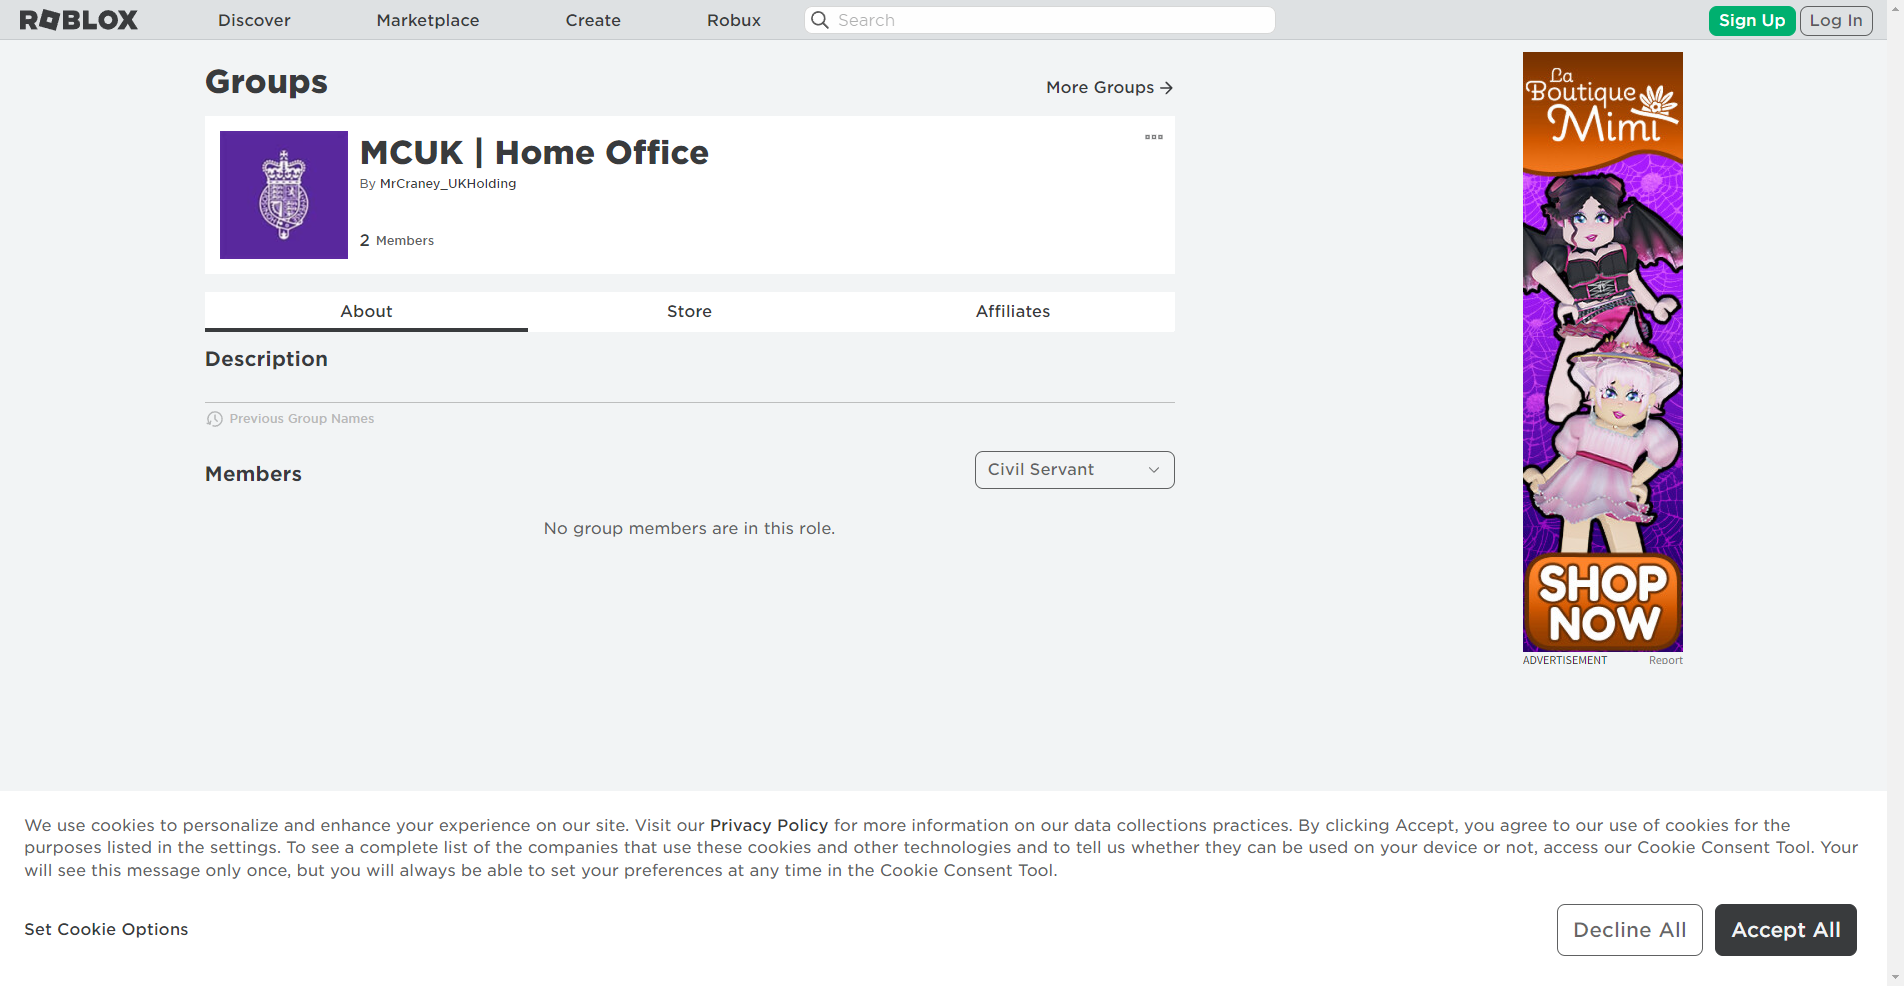 ROBLOX
Discover
Marketplace
Create
Robux
Search
Sign Up
Log In
Groups
More Groups
MCUK | Home Office
By MrCraney_UKHolding
2 Members
About
Store
Affiliates
Description
Previous Group Names
Members
Civil Servant
No group members are in this role.
La
Boutique
Mimi
SHOP
NOW
ADVERTISEMENT
Report
We use cookies to personalize and enhance your experience on our site. Visit our Privacy Policy for more information on our data collections practices. By clicking Accept, you agree to our use of cookies for the
purposes listed in the settings. To see a complete list of the companies that use these cookies and other technologies and to tell us whether they can be used on your device or not, access our Cookie Consent Tool. Your
will see this message only once, but you will always be able to set your preferences at any time in the Cookie Consent Tool.
Set Cookie Options
Decline All
Accept All